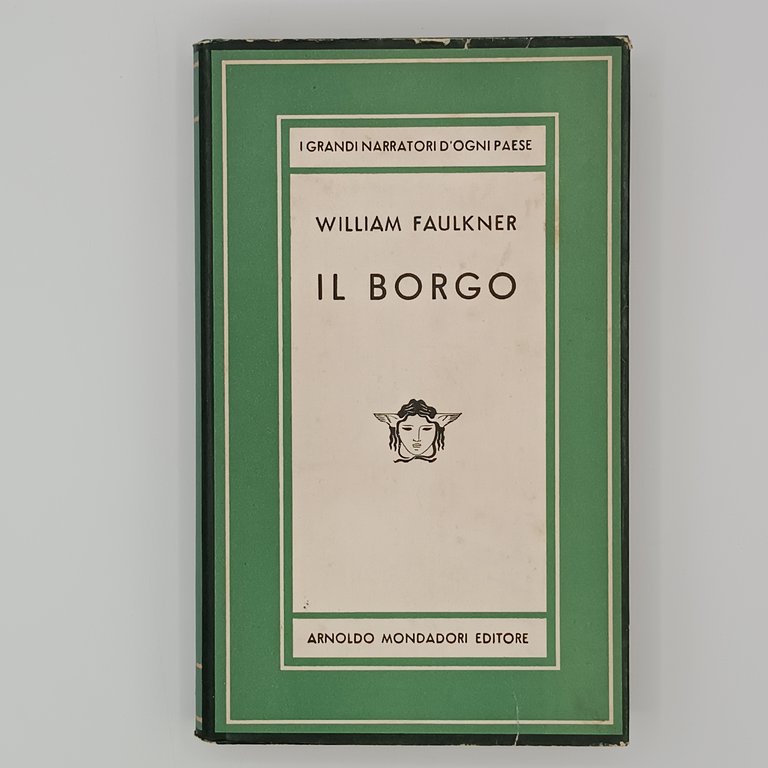 I GRANDI NARRATORI D'OGNI PAESE
WILLIAM FAULKNER
IL BORGO
ARNOLDO MONDADORI EDITORE